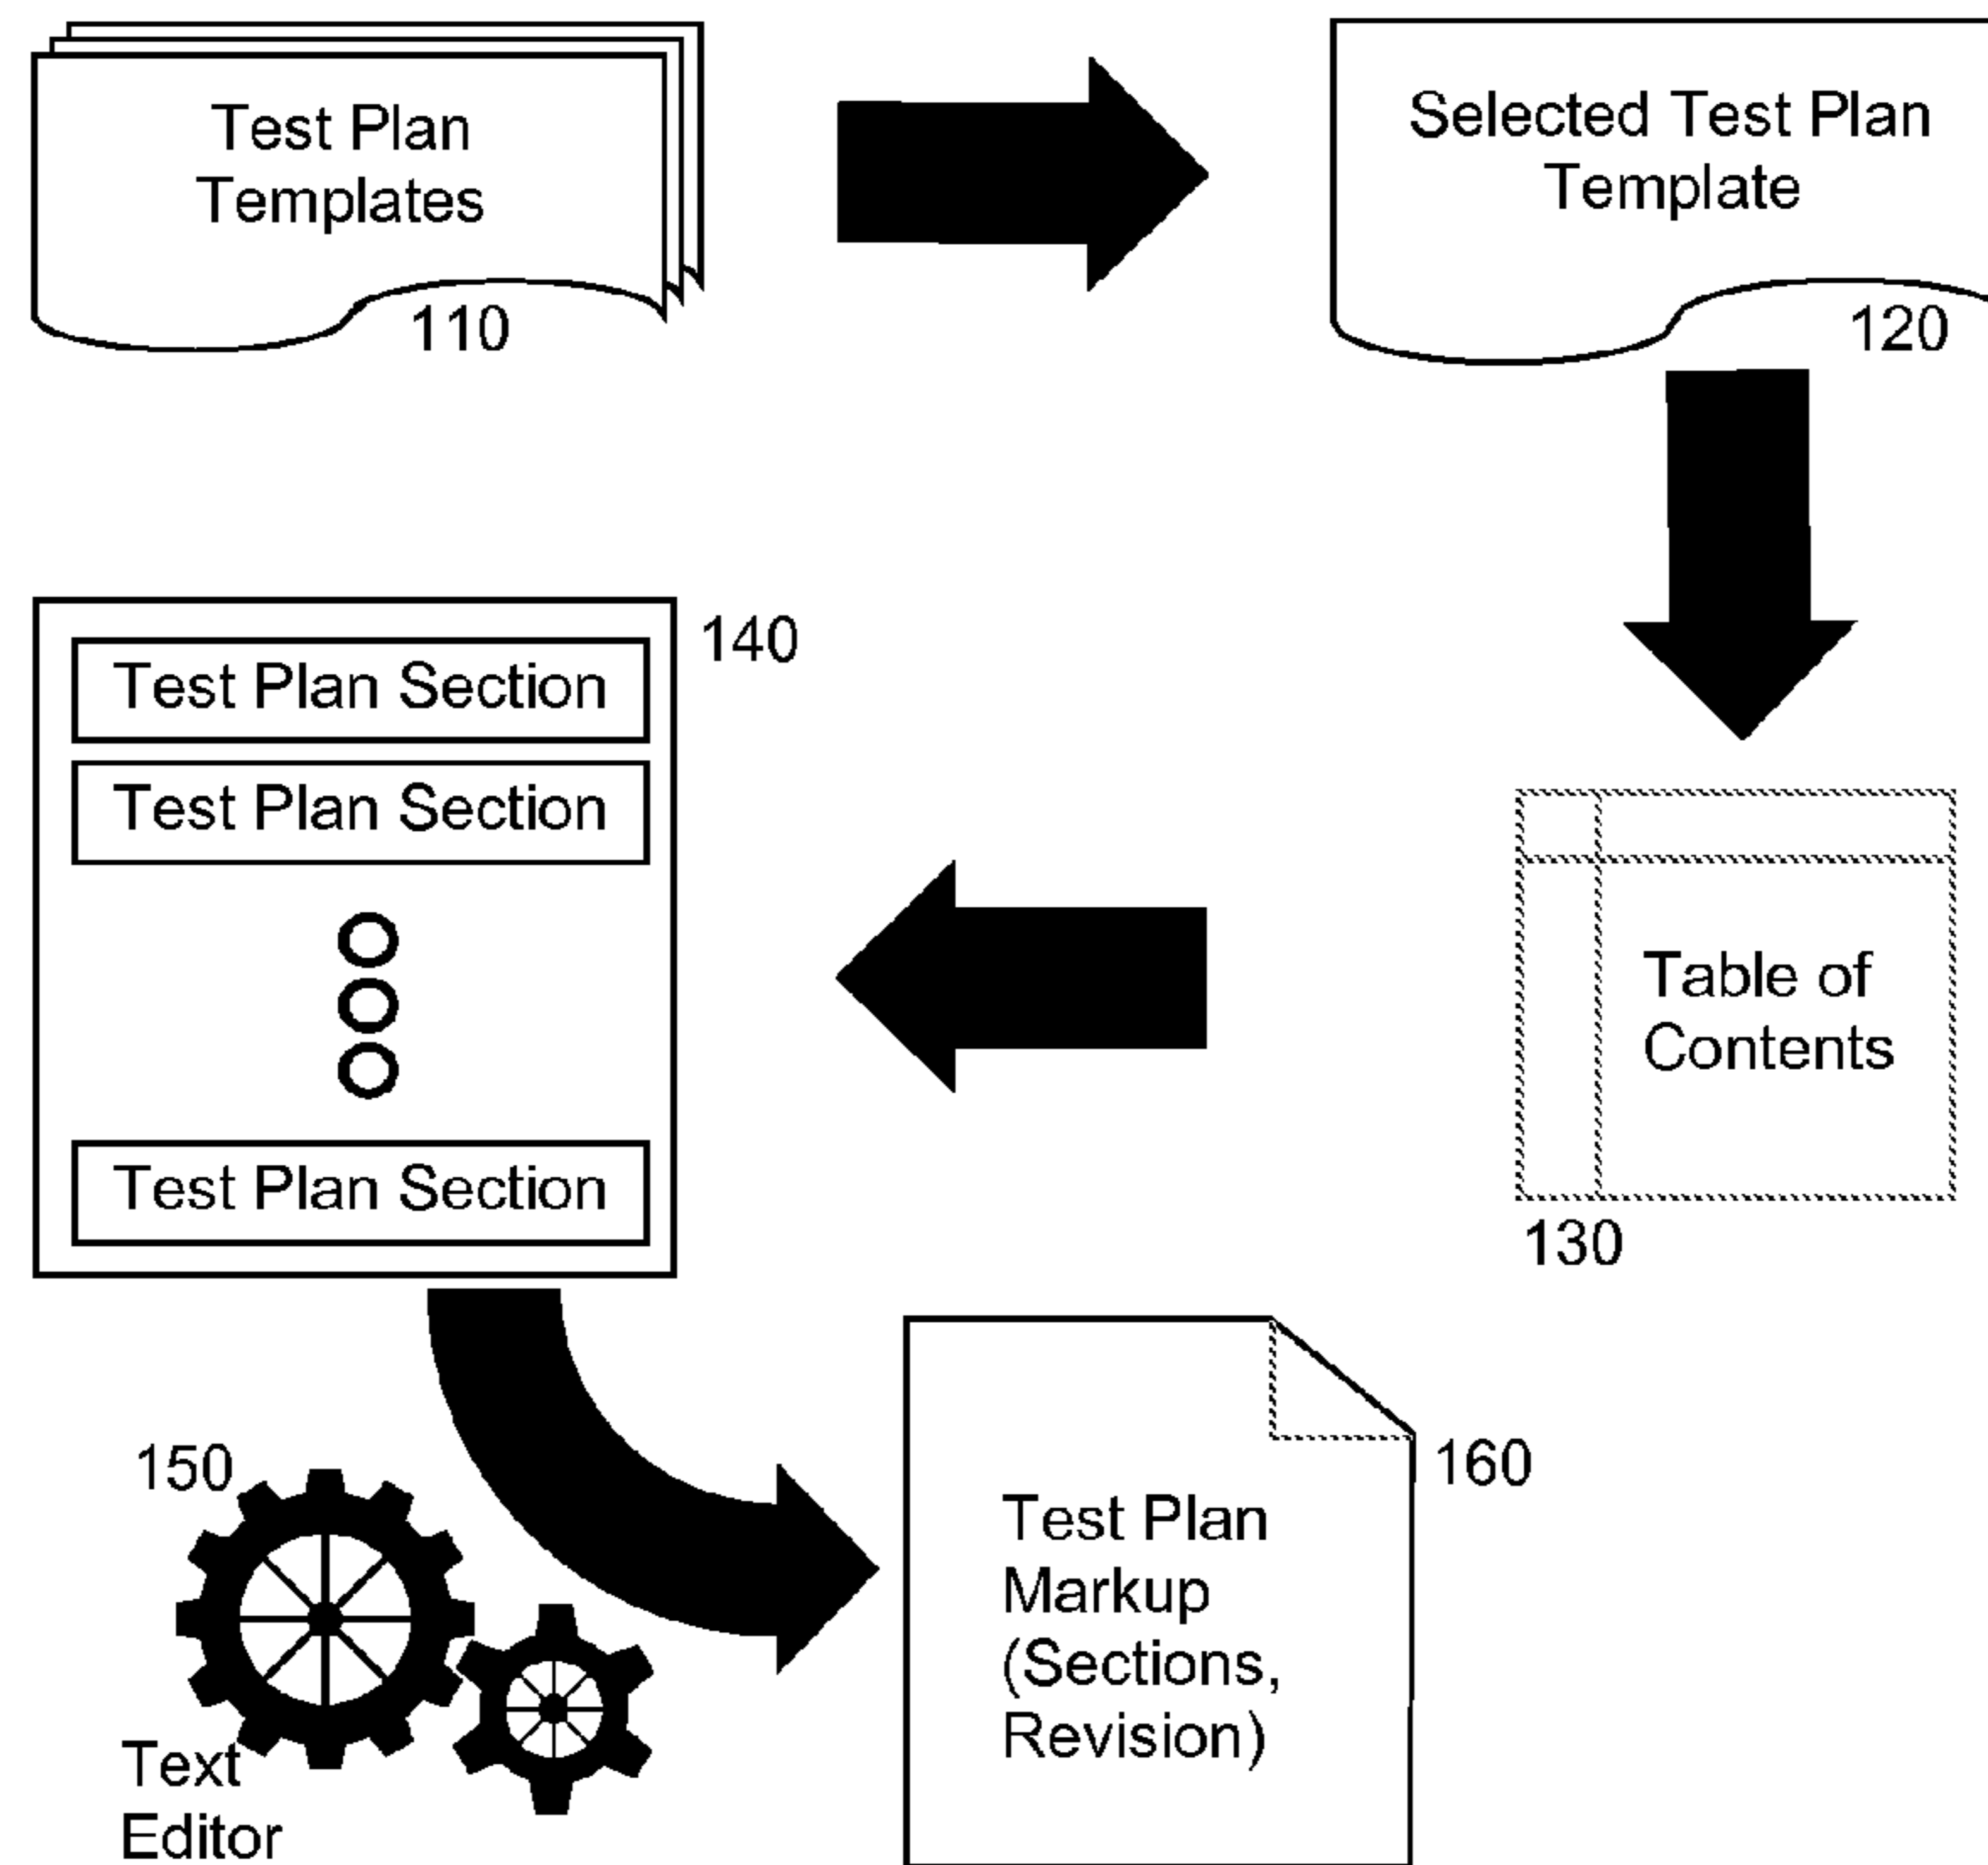 Test Plan
Templates
110
Selected Test Plan
Template
120
140
Test Plan Section
Test Plan Section
Test Plan Section
Table of
Contents
130
150
Text
Editor
160
Test Plan
Markup
(Sections,
Revision)